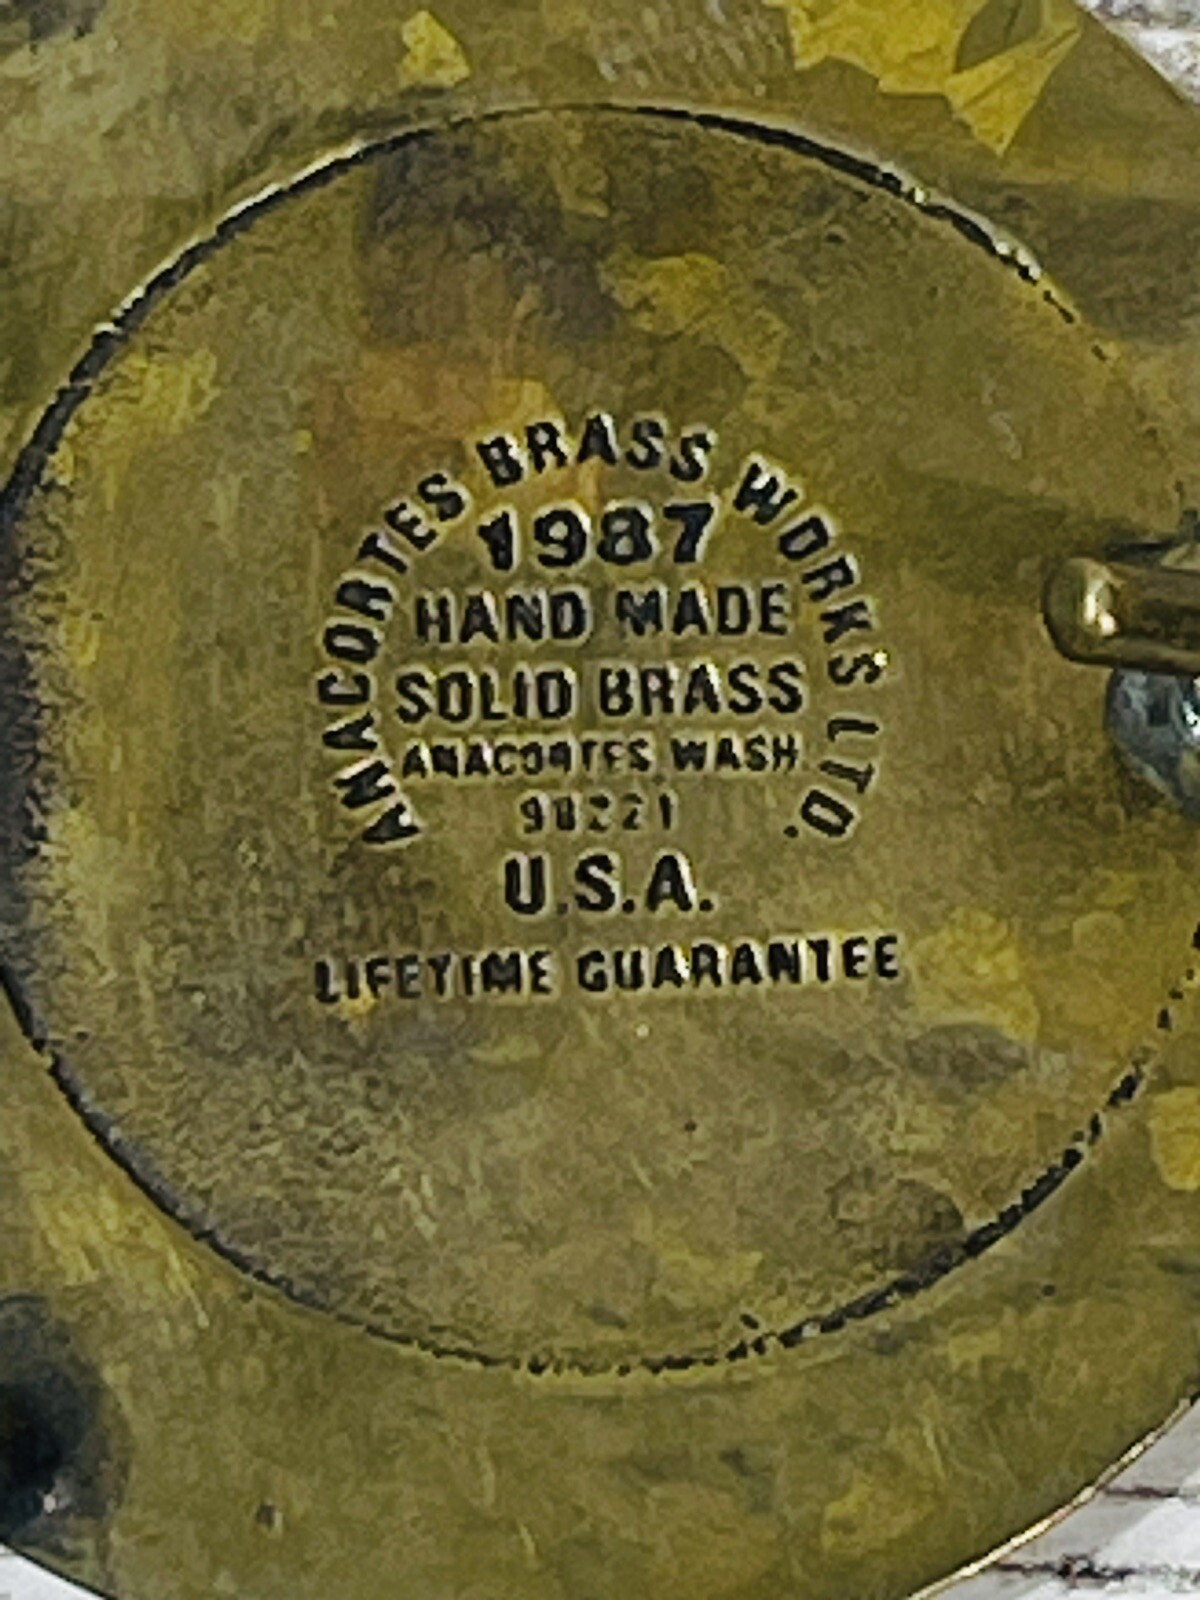 ANACORTES BRASS WORKS LTD.
1987
HAND MADE
SOLID BRASS
ANACORTES, WASH.
98221
U.S.A.
LIFETIME GUARANTEE